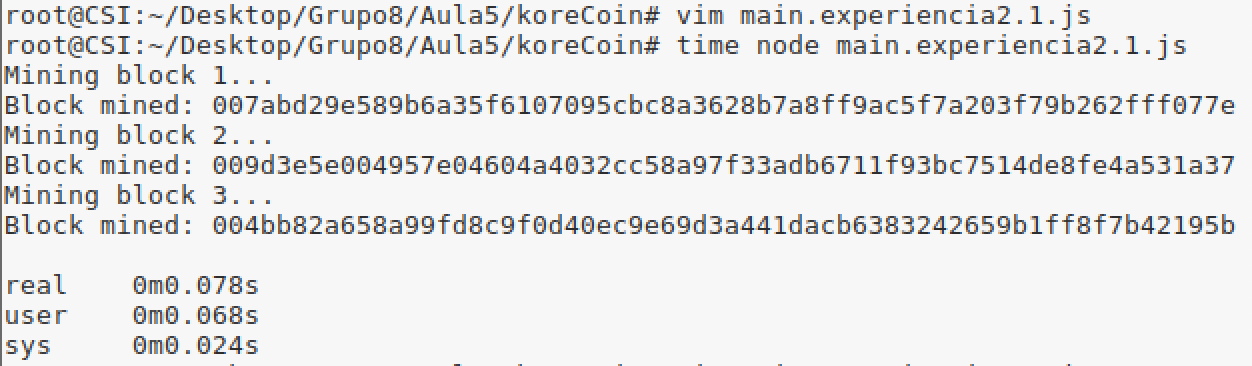 root@CSI:~/Desktop/Grupo8/Aula5/koreCoin# vim main.experiencia2.1.js
root@CSI:~/Desktop/Grupo8/Aula5/koreCoin# time node main.experiencia2.1.js
Mining block 1...
Block mined: 007abd29e589b6a35f6107095cbc8a3628b7a8ff9ac5f7a203f79b262fff077e
Mining block 2...
Block mined: 009d3e5e004957e04604a4032cc58a97f33adb6711f93bc7514de8fe4a531a37
Mining block 3...
Block mined: 004bb82a658a99fd8c9f0d40ec9e69d3a441dacb6383242659b1ff8f7b42195b
real 0m0.078s
user 0m0.068s
sys 0m0.024s